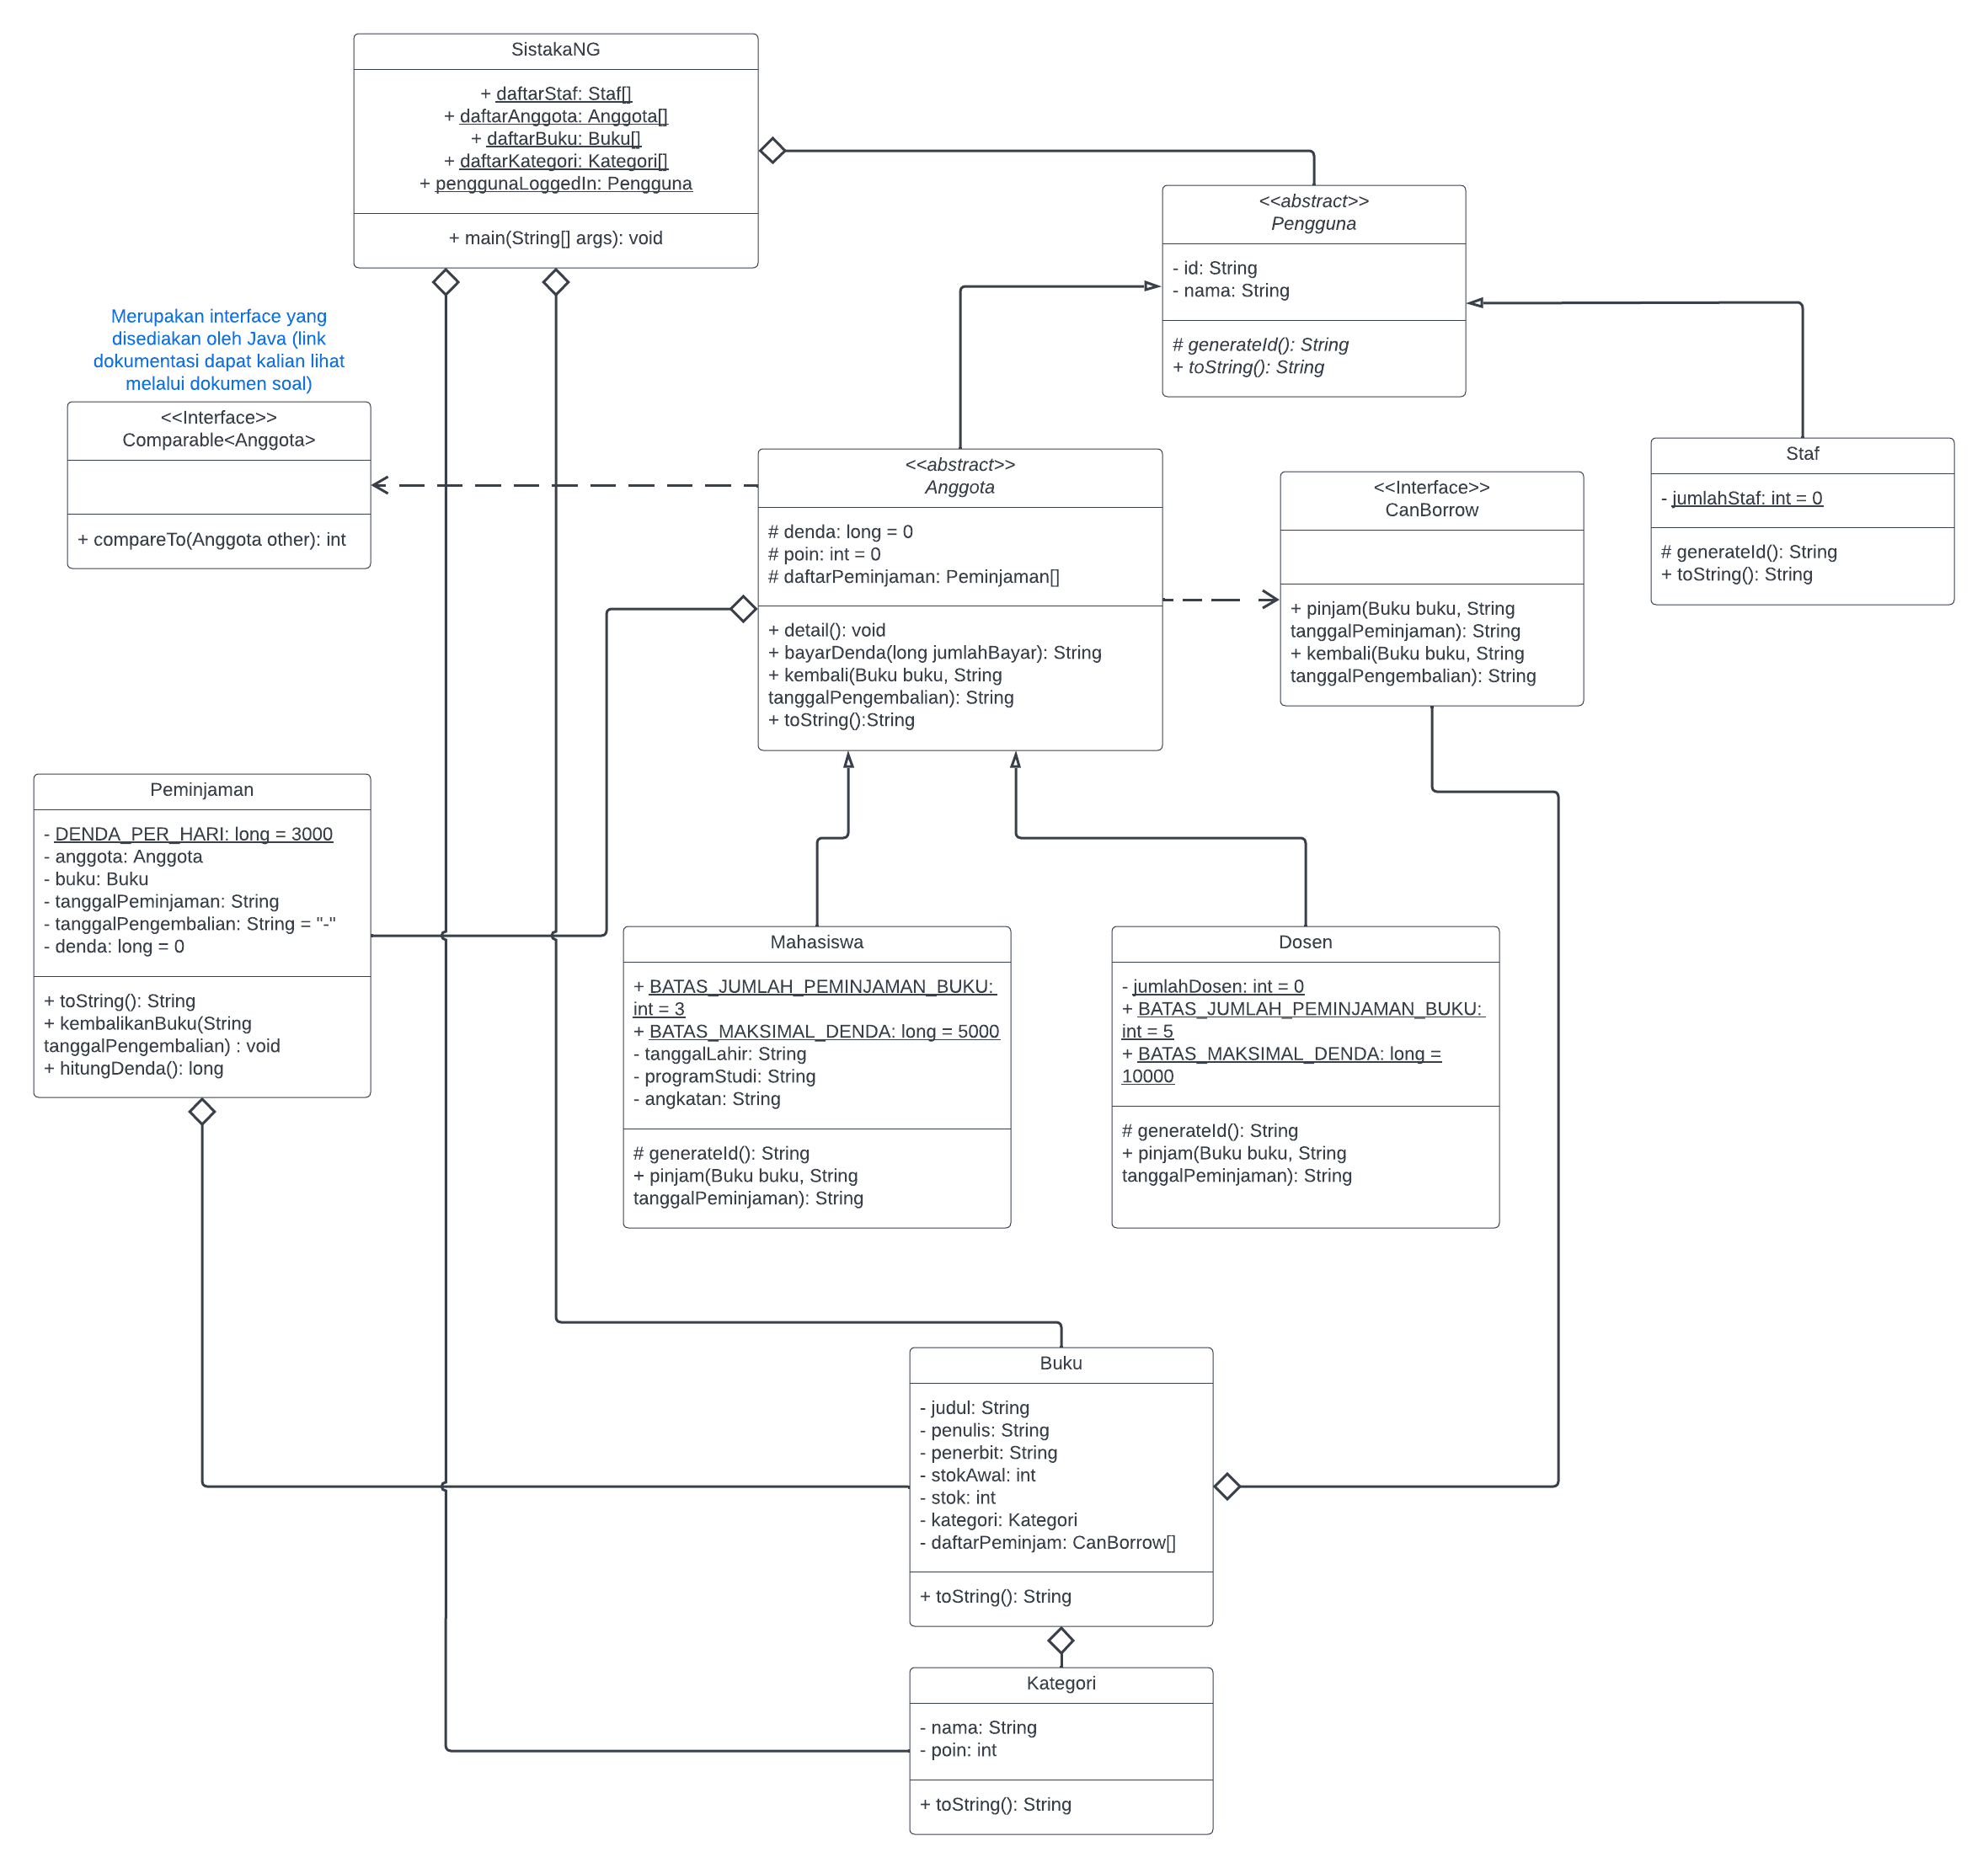 SistakaNG
+ daftarStaf: Staf[]
+ daftarAnggota: Anggota[]
+ daftarBuku: Buku[]
+ daftarKategori: Kategori[]
+ penggunaLoggedIn: Pengguna
+ main(String[] args): void
<<abstract>>
Pengguna
- id: String
- nama: String
# generateId(): String
+ toString(): String
Merupakan interface yang
disediakan oleh Java (link
dokumentasi dapat kalian lihat
melalui dokumen soal)
<<Interface>>
Comparable<Anggota>
+ compareTo(Anggota other): int
<<abstract>>
Anggota
# denda: long = 0
# poin: int = 0
# daftarPeminjaman: Peminjaman[]
+ detail(): void
+ bayarDenda(long jumlahBayar): String
+ kembali(Buku buku, String
tanggalPengembalian): String
+ toString():String
<<Interface>>
CanBorrow
+ pinjam(Buku buku, String
tanggalPeminjaman): String
+ kembali(Buku buku, String
tanggalPengembalian): String
Staf
- jumlahStaf: int = 0
# generateId(): String
+ toString(): String
Peminjaman
- DENDA_PER_HARI: long = 3000
- anggota: Anggota
- buku: Buku
- tanggalPeminjaman: String
- tanggalPengembalian: String = "-"
- denda: long = 0
+ toString(): String
+ kembalikanBuku(String
tanggalPengembalian) : void
+ hitungDenda(): long
Mahasiswa
+ BATAS_JUMLAH_PEMINJAMAN_BUKU:
int = 3
+ BATAS_MAKSIMAL_DENDA: long = 5000
- tanggalLahir: String
- programStudi: String
- angkatan: String
# generateId(): String
+ pinjam(Buku buku, String
tanggalPeminjaman): String
Dosen
- jumlahDosen: int = 0
+ BATAS_JUMLAH_PEMINJAMAN_BUKU:
int = 5
+ BATAS_MAKSIMAL_DENDA: long =
10000
# generateId(): String
+ pinjam(Buku buku, String
tanggalPeminjaman): String
Buku
- judul: String
- penulis: String
- penerbit: String
- stokAwal: int
- stok: int
- kategori: Kategori
- daftarPeminjam: CanBorrow[]
+ toString(): String
Kategori
- nama: String
- poin: int
+ toString(): String